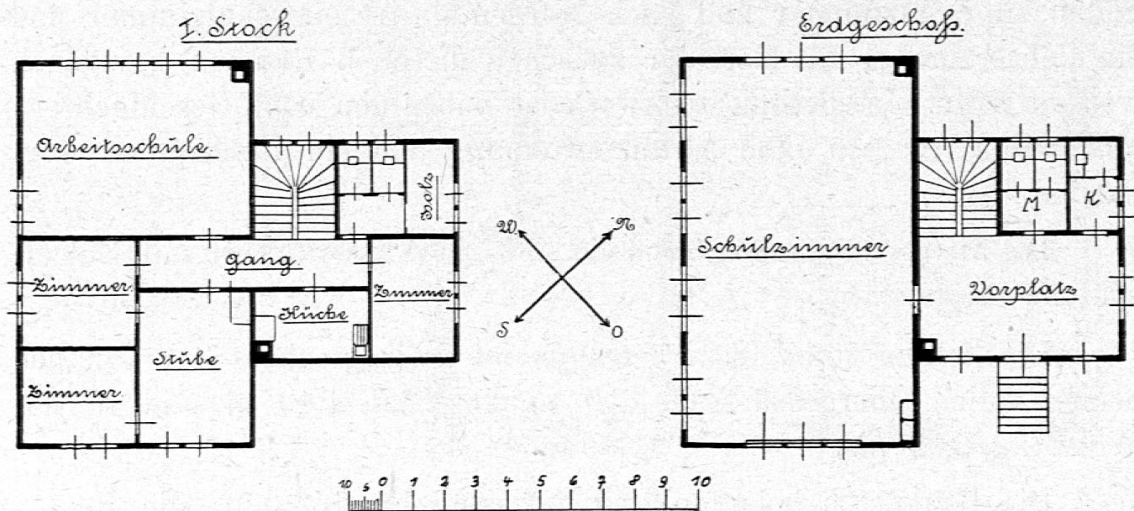 I. Stock
Erdgeschoß.
Arbeitsschule.
Holz
Gang
Zimmer.
Zimmer
Küche
Stube
Zimmer.
W.
N
S
O
M
K
Schulzimmer
Vorplatz
10 5 0 1 2 3 4 5 6 7 8 9 10